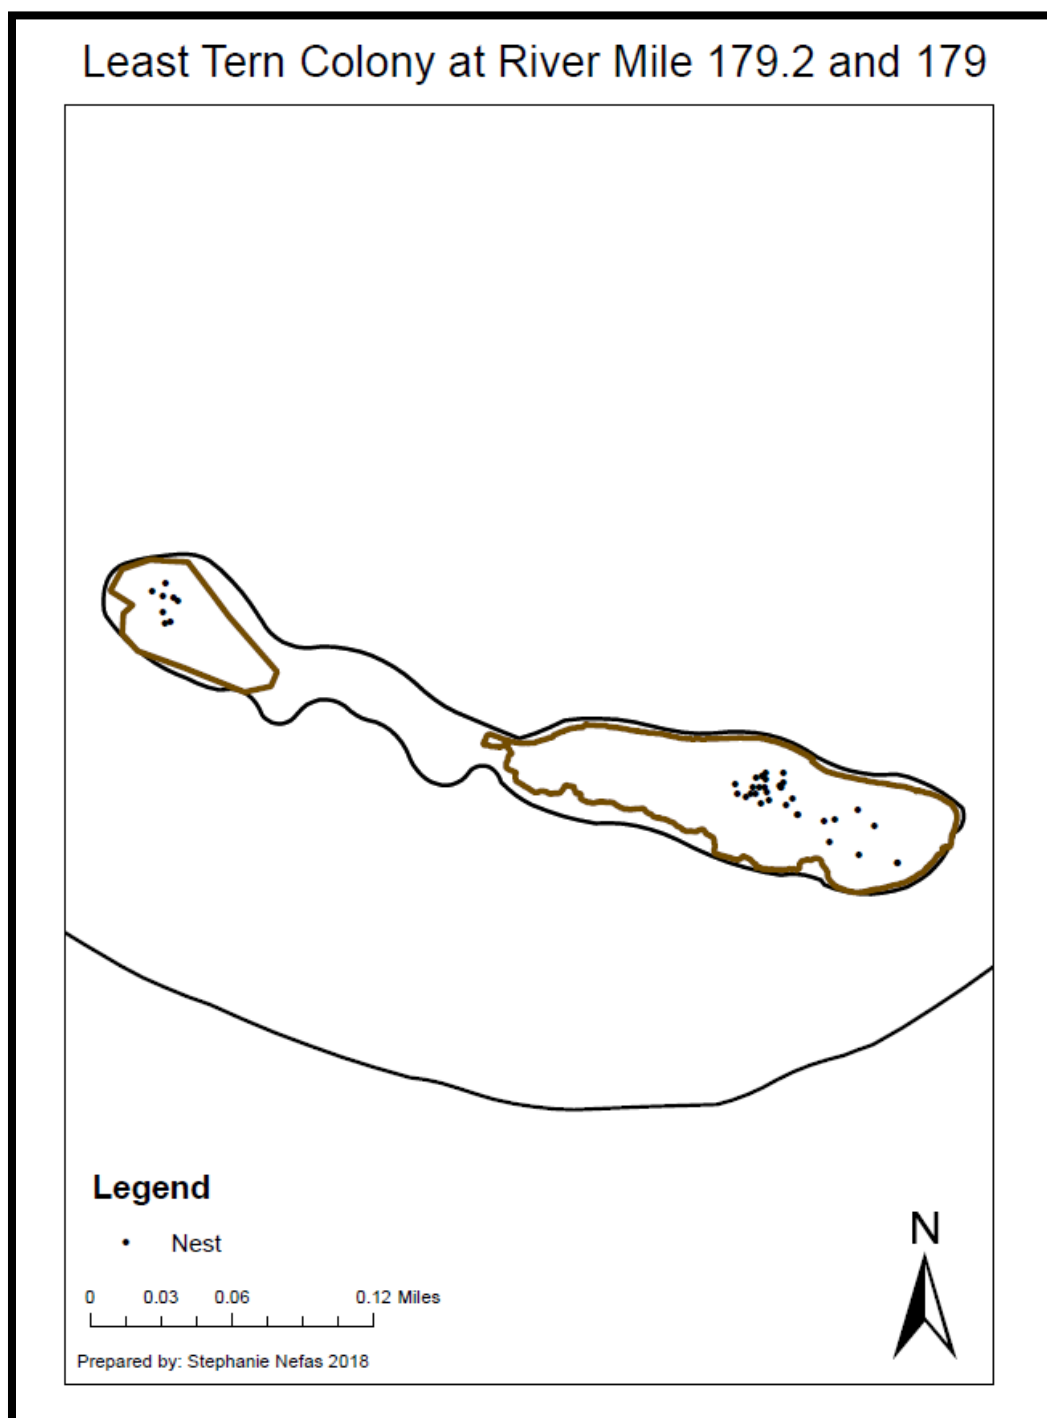 Least Tern Colony at River Mile 179.2 and 179
Legend
Nest
0 0.03 0.06 0.12 Miles
Prepared by: Stephanie Nefas 2018
N